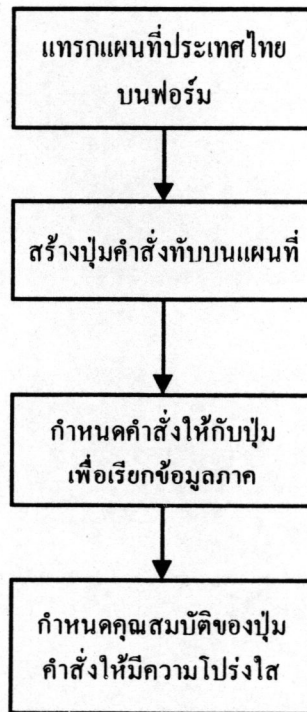 แทรกแผนที่ประเทศไทย
บนฟอร์ม
สร้างปุ่มคำสั่งทับบนแผนที่
กำหนดคำสั่งให้กับปุ่ม
เพื่อเรียกข้อมูลภาค
กำหนดคุณสมบัติของปุ่ม
คำสั่งให้มีความโปร่งใส